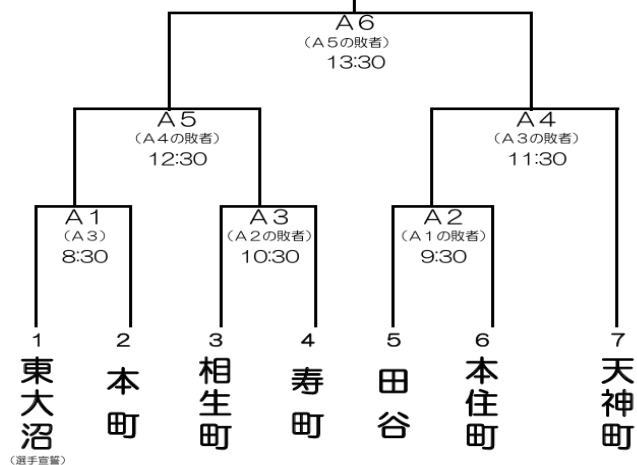 A6
(A5の敗者)
13:30
A5
(A4の敗者)
12:30
A4
(A3の敗者)
11:30
A1
(A3)
8:30
A3
(A2の敗者)
10:30
A2
(A1の敗者)
9:30
1
2
3
4
5
6
7
東大沼
本町
相生町
寿町
田谷
本住町
天神町
(選手宣誓)